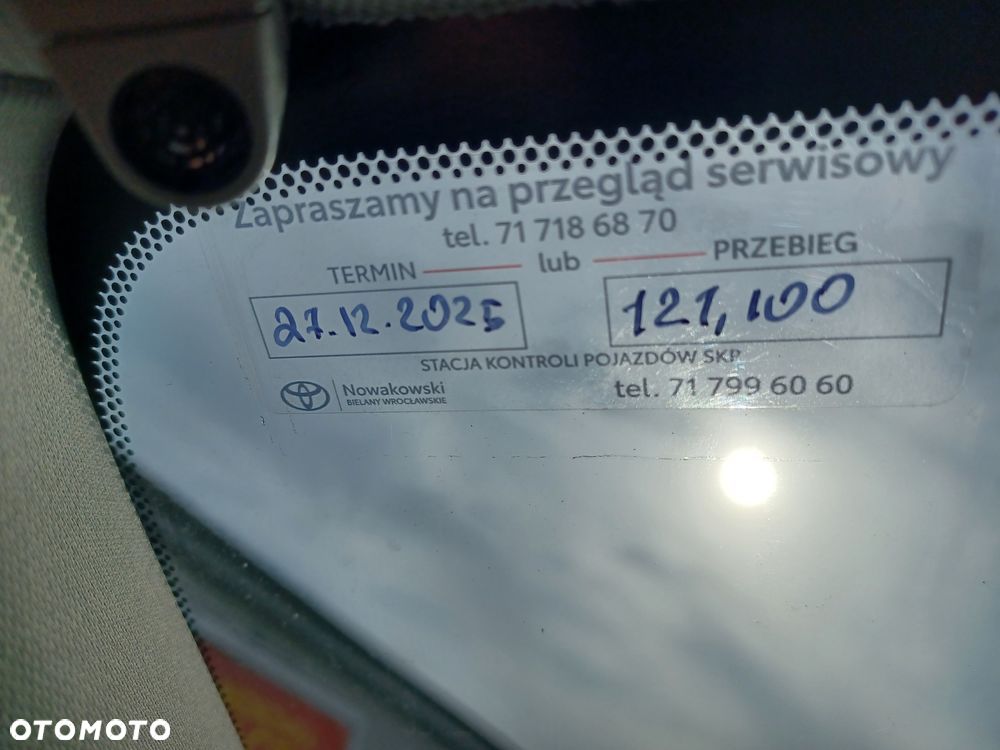 Zapraszamy na przegląd serwisowy
tel. 71 718 68 70
TERMIN lub PRZEBIEG
27.12.2025 121,100
STACJA KONTROLI POJAZDÓW SKP
Nowakowski tel. 71 799 60 60
BIELANY WROCŁAWSKIE
OTOMOTO